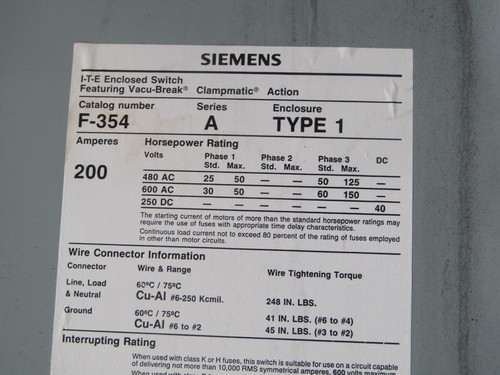 SIEMENS
I-T-E Enclosed Switch
Featuring Vacu-Break® Clampmatic® Action
Catalog number Series Enclosure
F-354 A TYPE 1
Amperes Horsepower Rating
Volts Phase 1 Phase 2 Phase 3 DC
Std. Max. Std. Max. Std. Max.
200
480 AC 25 50 — — 50 125 —
600 AC 30 50 — — 60 150 —
250 DC — — — — — — 40
The starting current of motors of more than the standard horsepower ratings may
require the use of fuses with appropriate time delay characteristics.
Continuous load current not to exceed 80 percent of the rating of fuses employed
in other than motor circuits.
Wire Connector Information
Connector Wire & Range Wire Tightening Torque
Line, Load 60ºC / 75ºC
& Neutral Cu-Al #6-250 Kcmil. 248 IN. LBS.
Ground 60ºC / 75ºC 41 IN. LBS. (#6 to #4)
Cu-Al #6 to #2 45 IN. LBS. (#3 to #2)
Interrupting Rating
When used with class K or H fuses, this switch is suitable for use on a circuit capable
of delivering not more than 10,000 RMS symmetrical amperes, 600 volts maximum